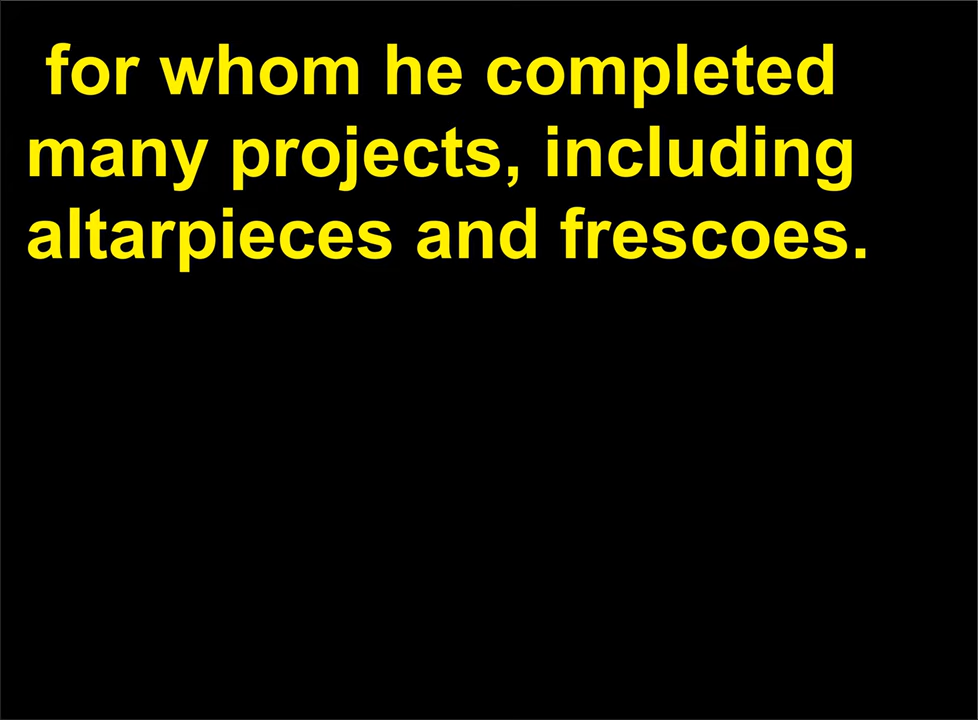 for whom he completed
many projects, including
altarpieces and frescoes.